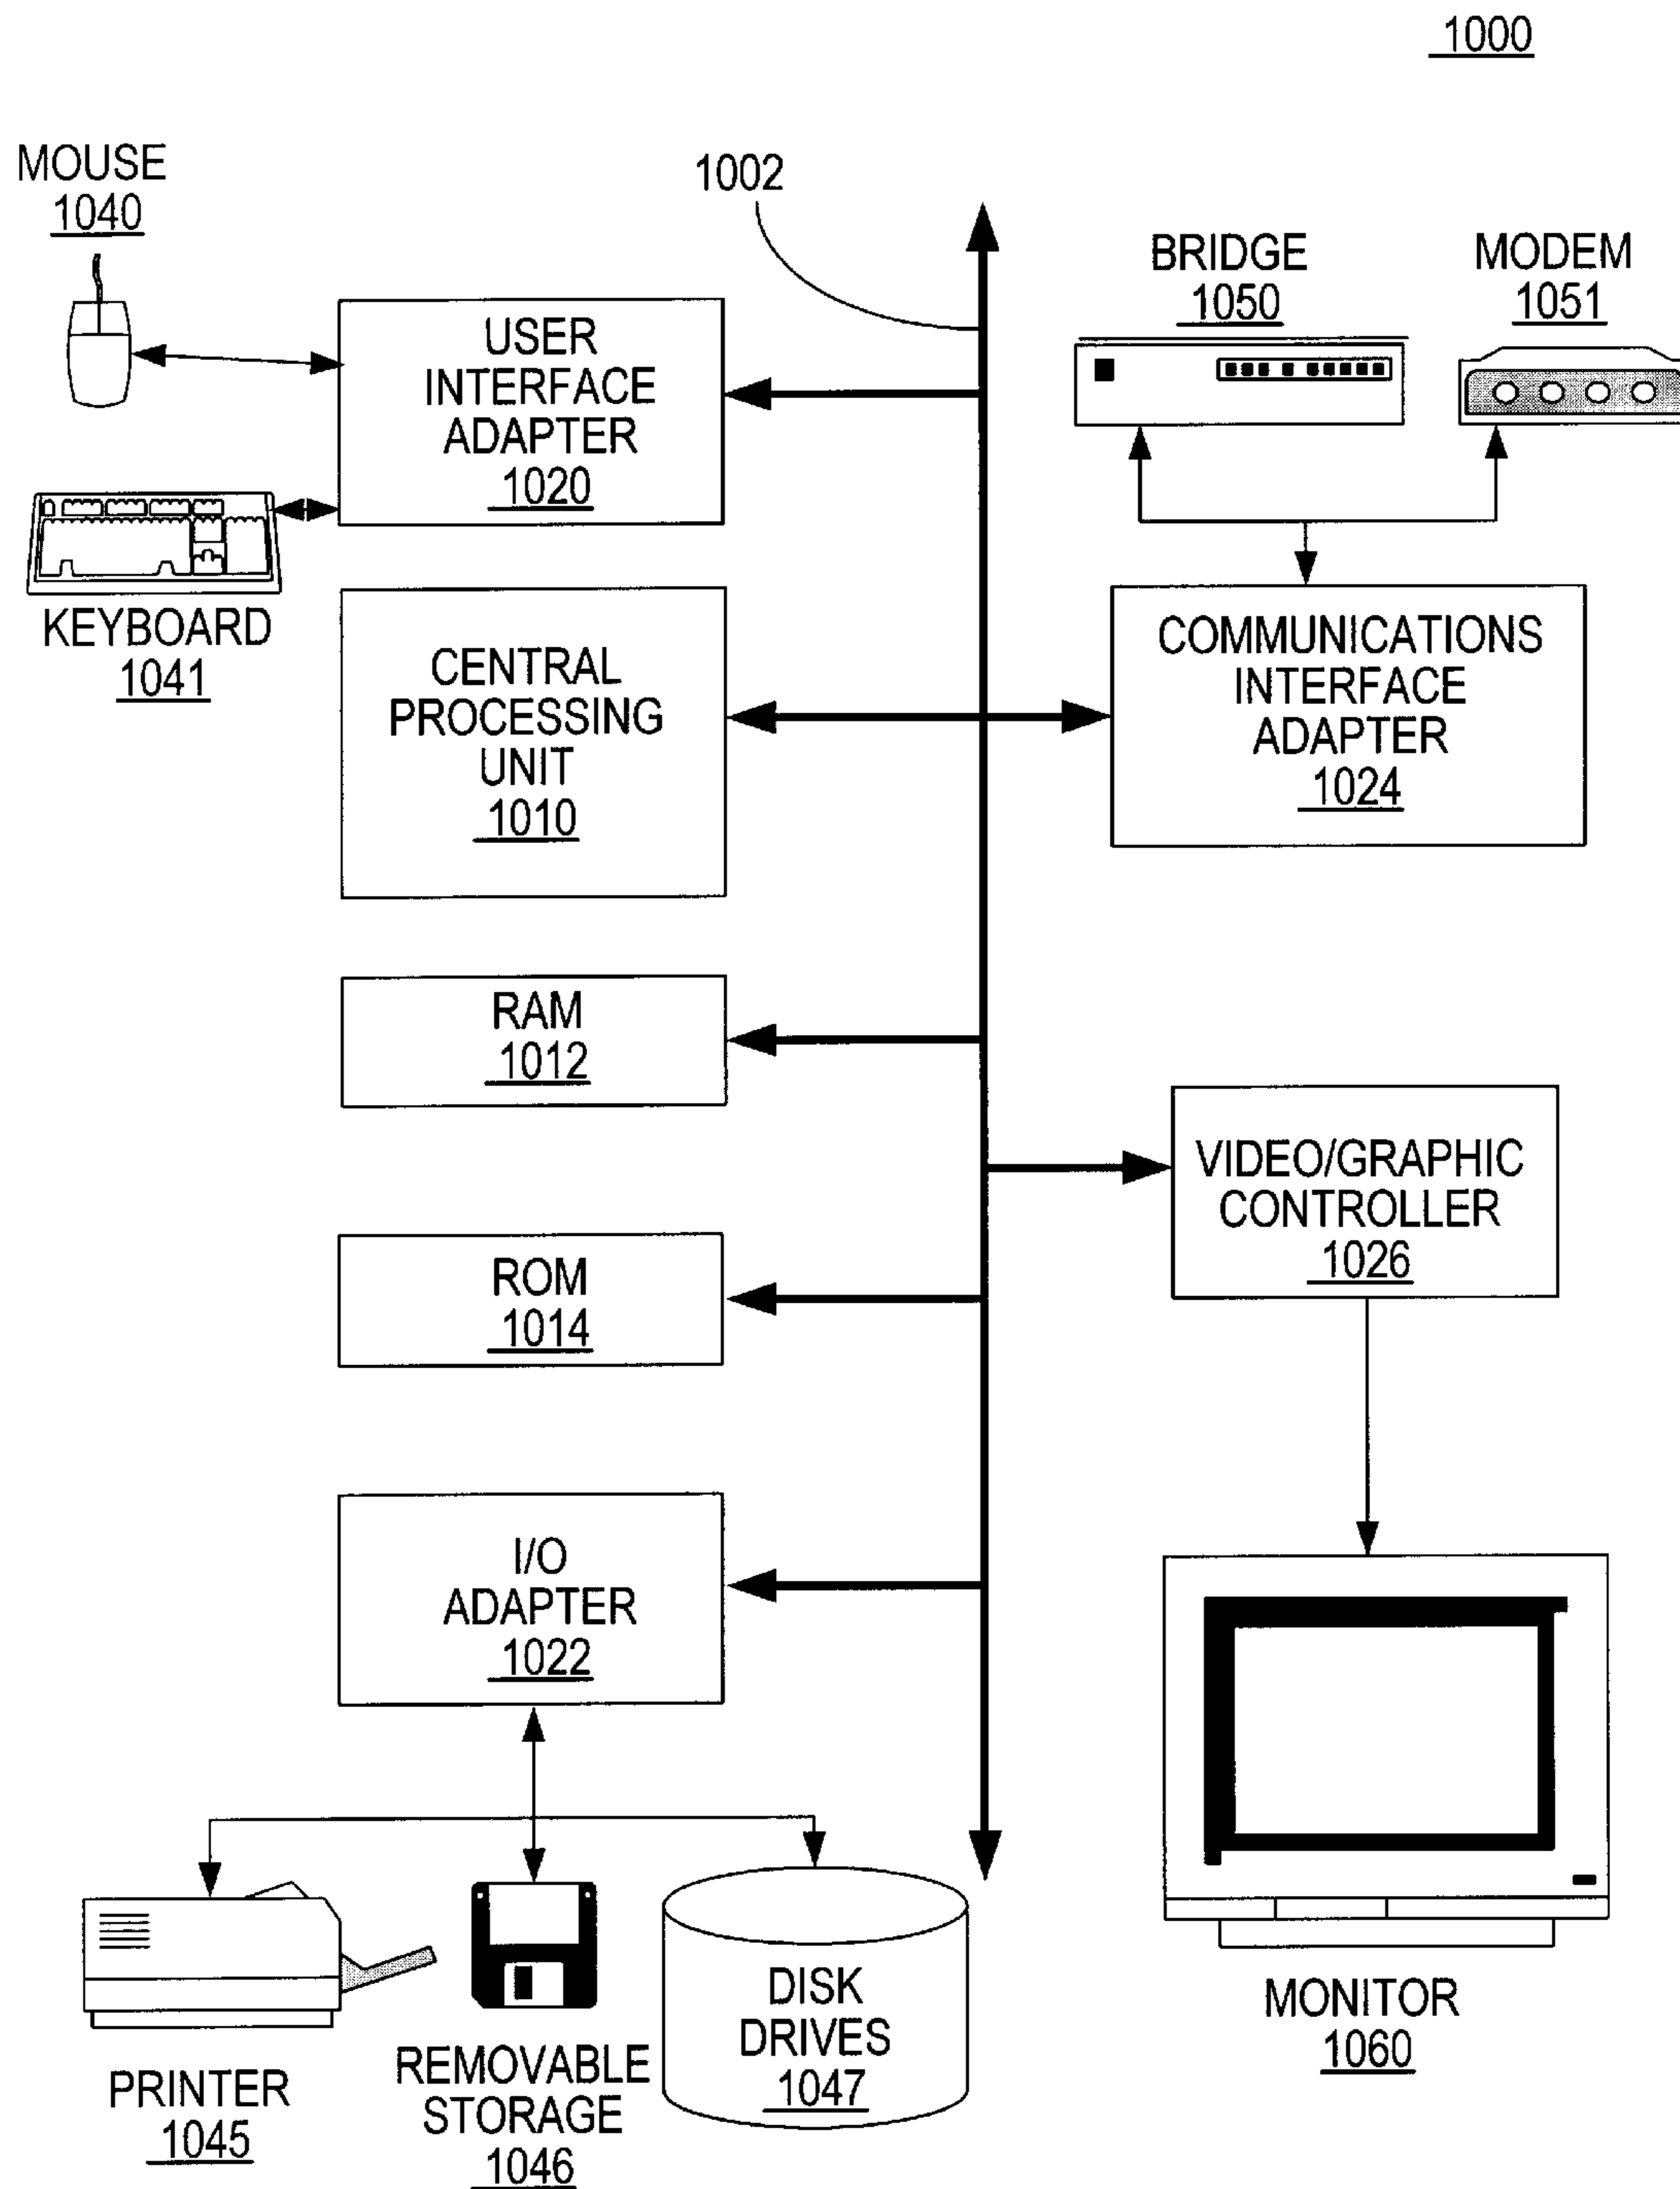 1000
MOUSE
1040
1002
BRIDGE
1050
MODEM
1051
USER
INTERFACE
ADAPTER
1020
KEYBOARD
1041
CENTRAL
PROCESSING
UNIT
1010
COMMUNICATIONS
INTERFACE
ADAPTER
1024
RAM
1012
VIDEO/GRAPHIC
CONTROLLER
1026
ROM
1014
I/O
ADAPTER
1022
PRINTER
1045
REMOVABLE
STORAGE
1046
DISK
DRIVES
1047
MONITOR
1060